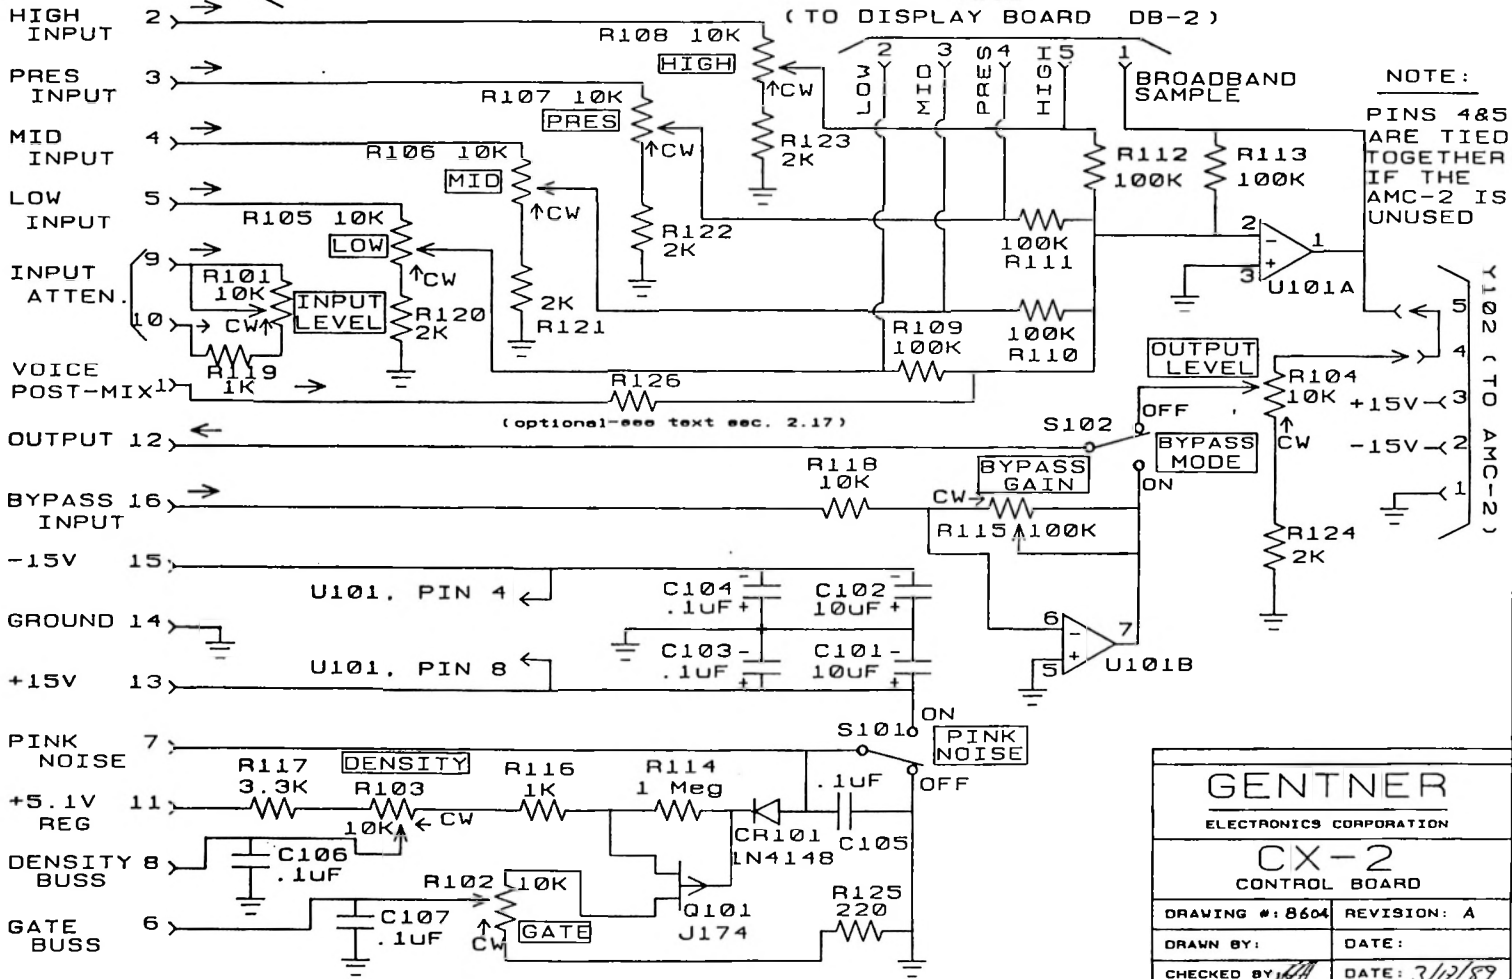 HIGH INPUT 2
PRES INPUT 3
MID INPUT 4
LOW INPUT 5
INPUT ATTEN. 9
10
VOICE POST-MIX 1
OUTPUT 12
BYPASS INPUT 16
-15V 15
GROUND 14
+15V 13
PINK NOISE 7
+5.1V REG 11
DENSITY BUSS 8
GATE BUSS 6
(TO DISPLAY BOARD DB-2)
2 3 4 5 1
LOW
MID
PRES
HIGH
BROADBAND SAMPLE
NOTE:
PINS 4&5
ARE TIED
TOGETHER
IF THE
AMC-2 IS
UNUSED
R108 10K
HIGH
CW
R123
2K
R107 10K
PRES
CW
R122
2K
R106 10K
MID
CW
2K
R121
R105 10K
LOW
CW
R120
2K
R101
10K
CW
INPUT LEVEL
R119
1K
R112
100K
R113
100K
100K
R111
100K
R110
R109
100K
2
-
+
3
1
U101A
R126
(optional-see text sec. 2.17)
OUTPUT LEVEL
R104
10K
CW
R124
2K
S102
OFF
BYPASS MODE
ON
Y102 (TO AMC-2)
5
4
+15V 3
-15V 2
1
R118
10K
BYPASS GAIN
CW
R115 100K
6
-
+
5
7
U101B
U101, PIN 4
U101, PIN 8
C104
.1uF
-
+
C102
10uF
-
+
C103
.1uF
-
+
C101
10uF
-
+
S101
ON
PINK NOISE
OFF
R117
3.3K
DENSITY
R103
10K
CW
R116
1K
R114
1 Meg
CR101
1N4148
.1uF
C105
C106
.1uF
C107
.1uF
R102
10K
CW
GATE
Q101
J174
R125
220
GENTNER
ELECTRONICS CORPORATION
CX-2
CONTROL BOARD
DRAWING #: 8604 REVISION: A
DRAWN BY: DATE:
CHECKED BY: DATE: